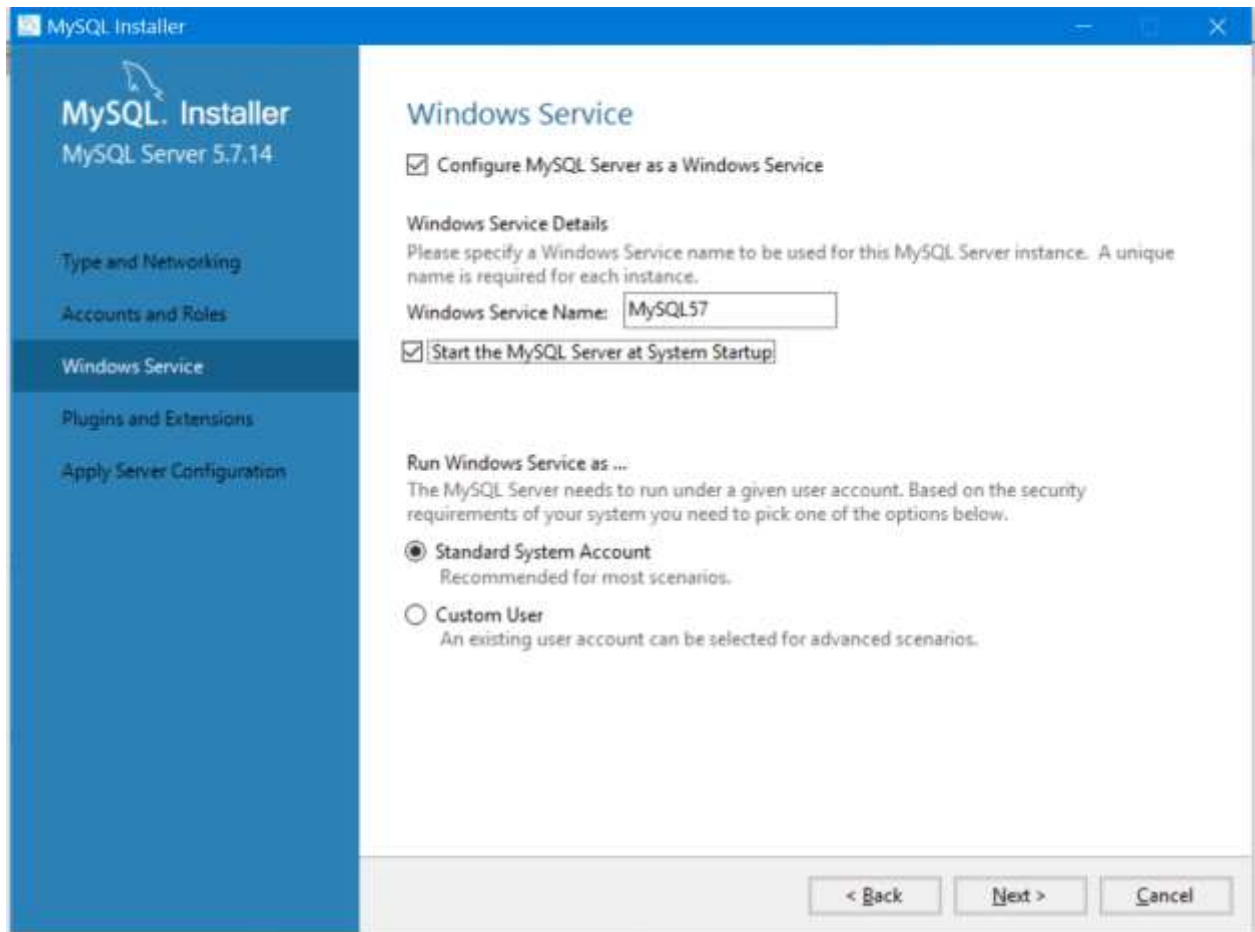 MySQL Installer
MySQL. Installer
MySQL Server 5.7.14
Type and Networking
Accounts and Roles
Windows Service
Plugins and Extensions
Apply Server Configuration
Windows Service
Configure MySQL Server as a Windows Service
Windows Service Details
Please specify a Windows Service name to be used for this MySQL Server instance. A unique
name is required for each instance.
Windows Service Name: MySQL57
Start the MySQL Server at System Startup
Run Windows Service as ...
The MySQL Server needs to run under a given user account. Based on the security
requirements of your system you need to pick one of the options below.
Standard System Account
Recommended for most scenarios.
Custom User
An existing user account can be selected for advanced scenarios.
< Back Next > Cancel